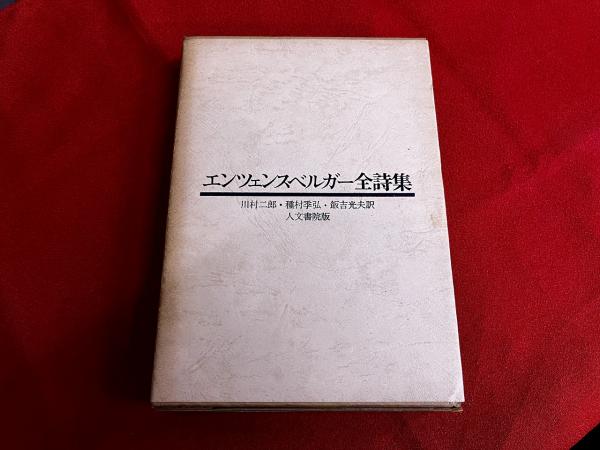 エンツェンスベルガー全詩集
川村二郎・種村季弘・飯吉光夫訳
人文書院版